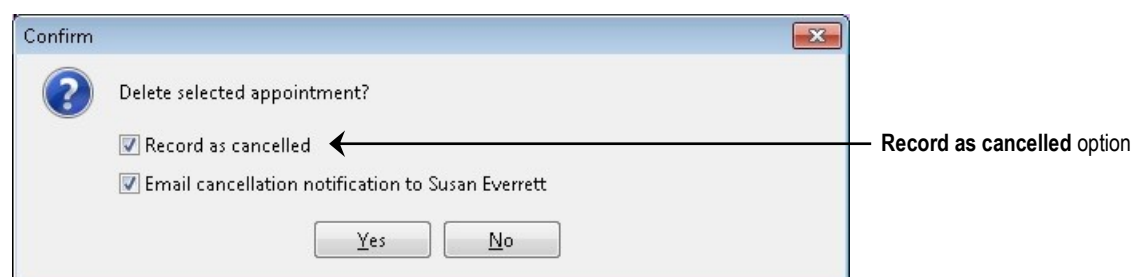 Confirm
Delete selected appointment?
Record as cancelled
Record as cancelled option
Email cancellation notification to Susan Everrett
Yes
No